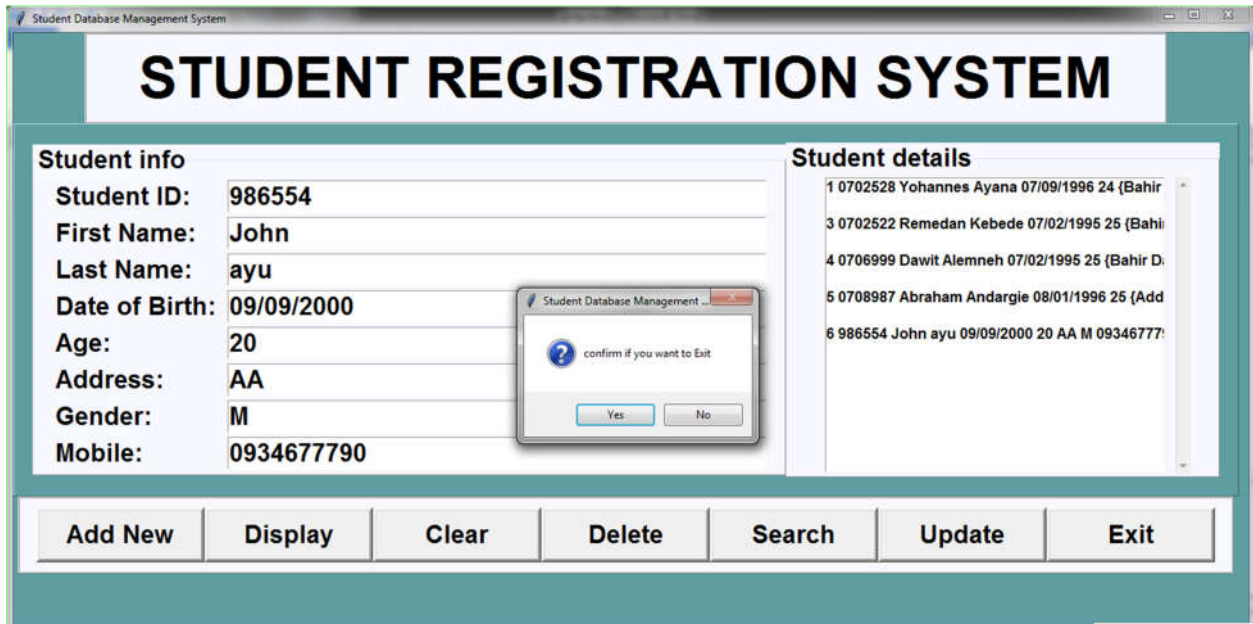 Student Database Management System
STUDENT REGISTRATION SYSTEM
Student info
Student ID: 986554
First Name: John
Last Name: ayu
Date of Birth: 09/09/2000
Age: 20
Address: AA
Gender: M
Mobile: 0934677790
Student details
1 0702528 Yohannes Ayana 07/09/1996 24 {Bahir
3 0702522 Remedan Kebede 07/02/1995 25 {Bahi
4 0706999 Dawit Alemneh 07/02/1995 25 {Bahir D
5 0708987 Abraham Andargie 08/01/1996 25 {Add
6 986554 John ayu 09/09/2000 20 AA M 09346777
Student Database Management ...
confirm if you want to Exit
Yes No
Add New Display Clear Delete Search Update Exit